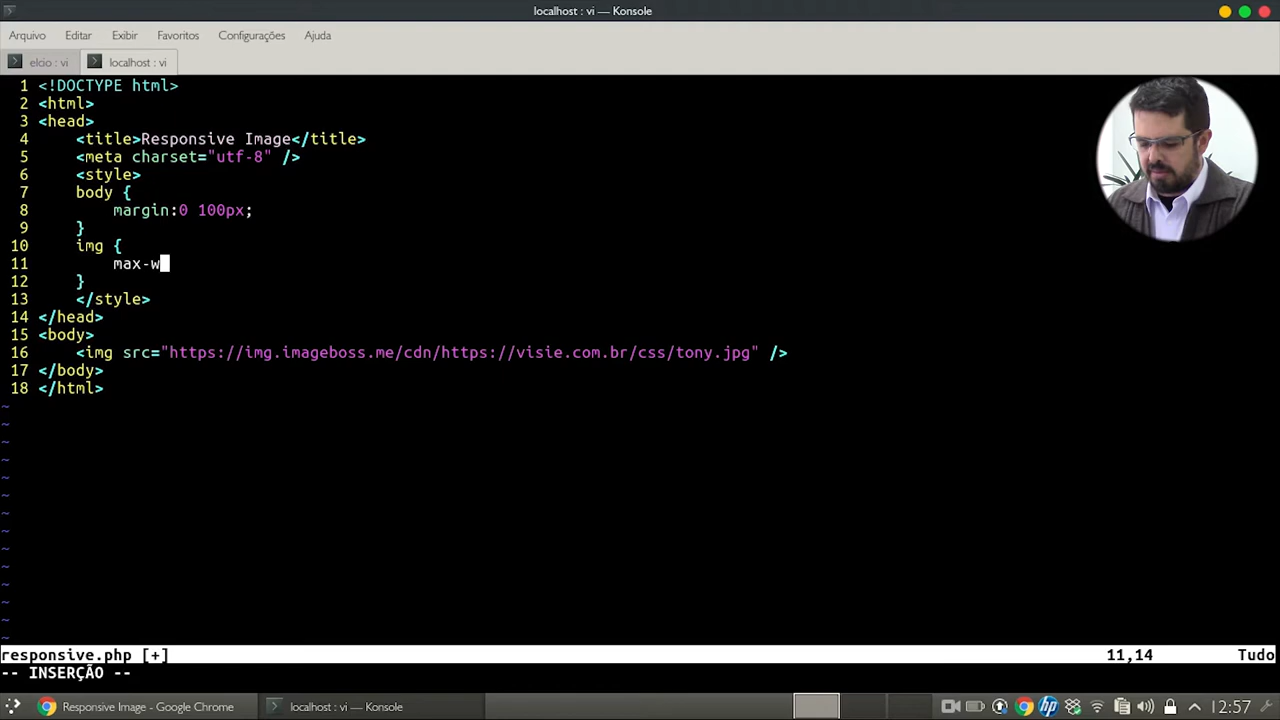 localhost : vi — Konsole
Arquivo Editar Exibir Favoritos Configurações Ajuda
elcio : vi localhost : vi
1 <!DOCTYPE html>
2 <html>
3 <head>
4 <title>Responsive Image</title>
5 <meta charset="utf-8" />
6 <style>
7 body {
8 margin:0 100px;
9 }
10 img {
11 max-w
12 }
13 </style>
14 </head>
15 <body>
16 <img src="https://img.imageboss.me/cdn/https://visie.com.br/css/tony.jpg" />
17 </body>
18 </html>
~
~
~
~
~
~
~
~
~
~
~
~
~
~
responsive.php [+] 11,14 Tudo
-- INSERÇÃO --
Responsive Image - Google Chrome localhost : vi — Konsole hp 12:57